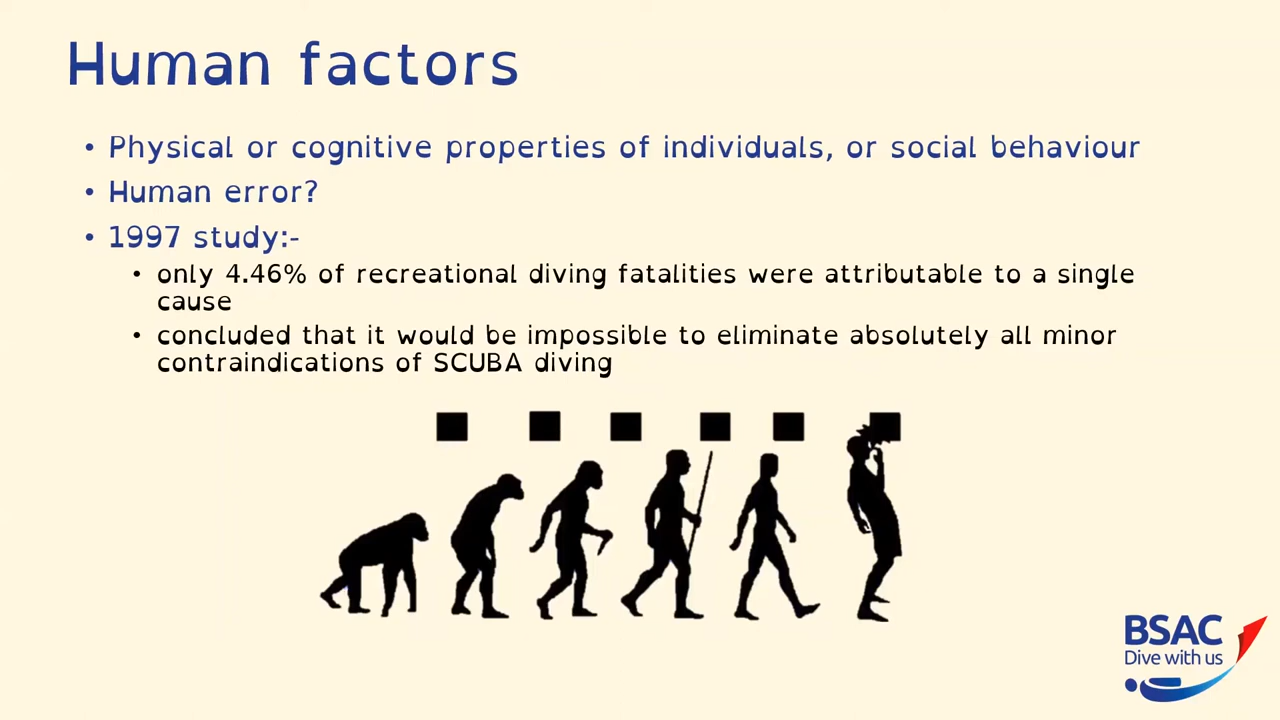 Human factors
• Physical or cognitive properties of individuals, or social behaviour
• Human error?
• 1997 study:-
• only 4.46% of recreational diving fatalities were attributable to a single
cause
• concluded that it would be impossible to eliminate absolutely all minor
contraindications of SCUBA diving
BSAC
Dive with us